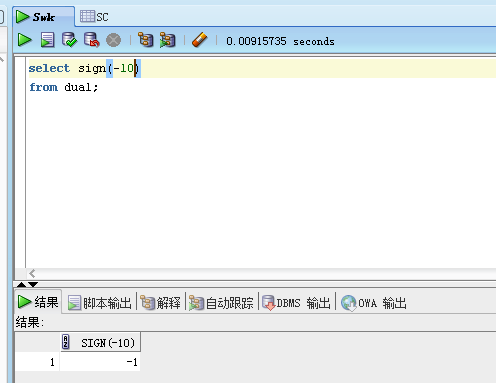 Swk SC
0.00915735 seconds
select sign(-10)
from dual;
结果 脚本输出 解释 自动跟踪 DBMS 输出 OWA 输出
结果:
SIGN(-10)
1 -1